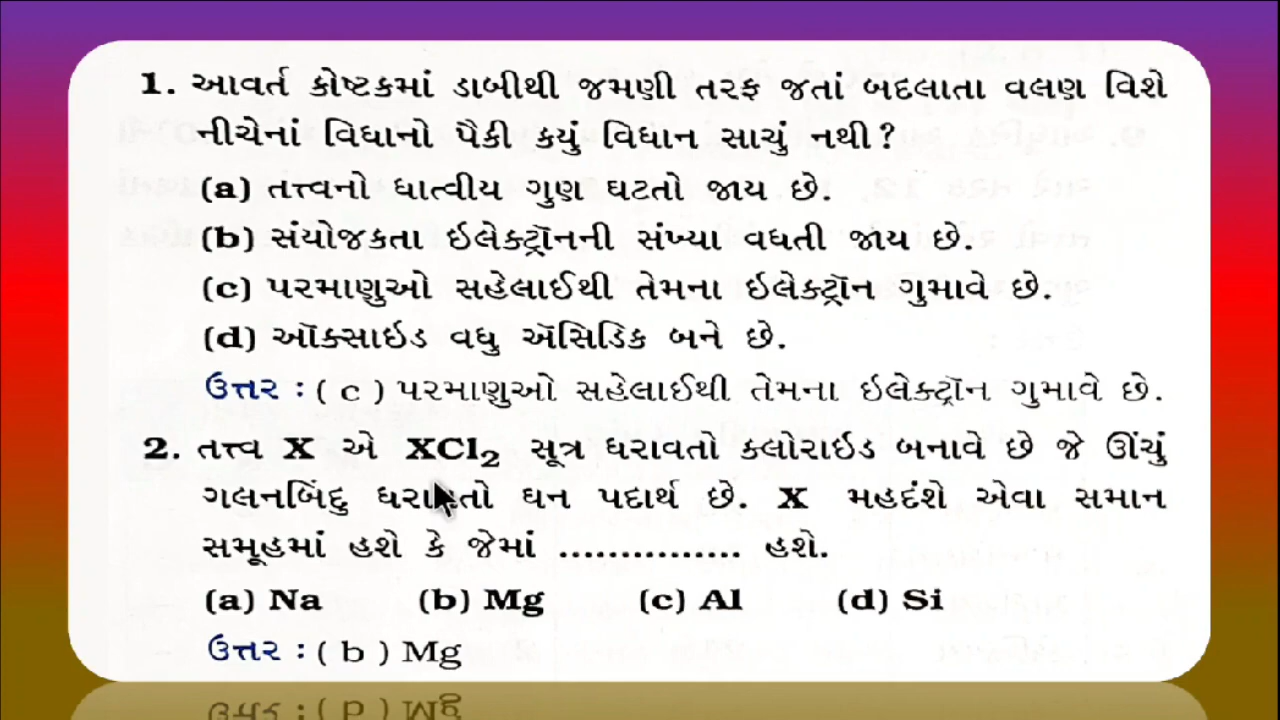 1. આવર્ત કોષ્ટકમાં ડાબીથી જમણી તરફ જતાં બદલાતા વલણ વિશે
નીચેનાં વિધાનો પૈકી કયું વિધાન સાચું નથી?
(a) તત્ત્વનો ધાત્વીય ગુણ ઘટતો જાય છે.
(b) સંયોજકતા ઇલેક્ટ્રૉનની સંખ્યા વધતી જાય છે.
(c) પરમાણુઓ સહેલાઈથી તેમના ઇલેક્ટ્રૉન ગુમાવે છે.
(d) ઑક્સાઇડ વધુ ઍસિડિક બને છે.
ઉત્તર : ( c ) પરમાણુઓ સહેલાઈથી તેમના ઇલેક્ટ્રૉન ગુમાવે છે.
2. તત્ત્વ X એ XCl₂ સૂત્ર ધરાવતો ક્લોરાઇડ બનાવે છે જે ઊંચું
ગલનબિંદુ ધરાવતો ઘન પદાર્થ છે. X મહદંશે એવા સમાન
સમૂહમાં હશે કે જેમાં ............... હશે.
(a) Na (b) Mg (c) Al (d) Si
ઉત્તર : ( b ) Mg